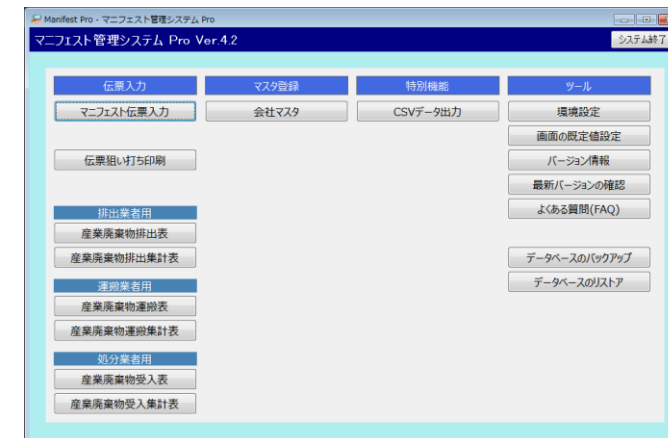 Manifest Pro - マニフェスト管理システム Pro
マニフェスト管理システム Pro Ver.4.2
システム終了
伝票入力
マニフェスト伝票入力
伝票狙い打ち印刷
排出業者用
産業廃棄物排出表
産業廃棄物排出集計表
運搬業者用
産業廃棄物運搬表
産業廃棄物運搬集計表
処分業者用
産業廃棄物受入表
産業廃棄物受入集計表
マスタ登録
会社マスタ
特別機能
CSVデータ出力
ツール
環境設定
画面の既定値設定
バージョン情報
最新バージョンの確認
よくある質問(FAQ)
データベースのバックアップ
データベースのリストア